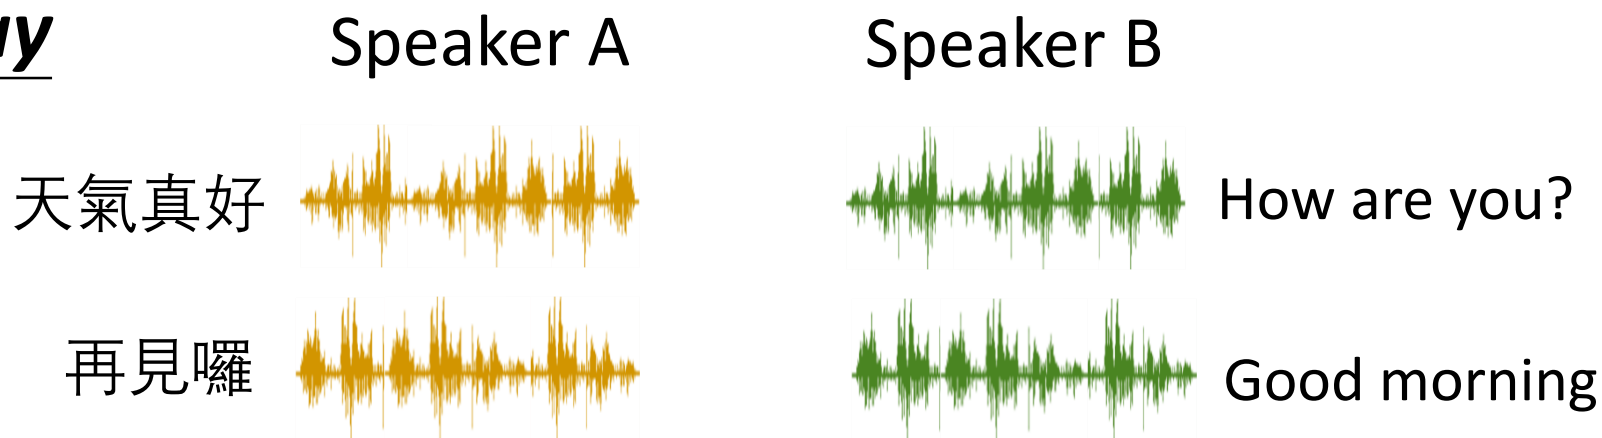 Speaker A Speaker B
天氣真好 How are you?
再見囉 Good morning